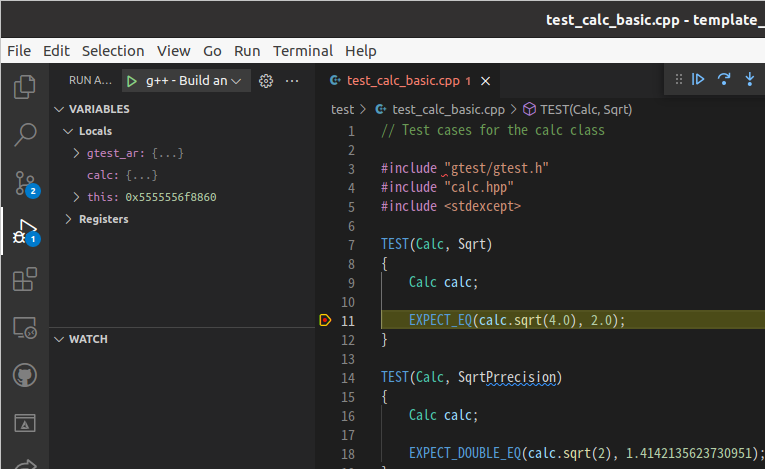 test_calc_basic.cpp - template_
File Edit Selection View Go Run Terminal Help
RUN A... g++ - Build an
VARIABLES
Locals
gtest_ar: {...}
calc: {...}
this: 0x5555556f8860
Registers
WATCH
2
1
test_calc_basic.cpp 1
test > test_calc_basic.cpp > TEST(Calc, Sqrt)
1 // Test cases for the calc class
2
3 #include "gtest/gtest.h"
4 #include "calc.hpp"
5 #include <stdexcept>
6
7 TEST(Calc, Sqrt)
8 {
9 Calc calc;
10
11 EXPECT_EQ(calc.sqrt(4.0), 2.0);
12 }
13
14 TEST(Calc, SqrtPrrecision)
15 {
16 Calc calc;
17
18 EXPECT_DOUBLE_EQ(calc.sqrt(2), 1.4142135623730951);